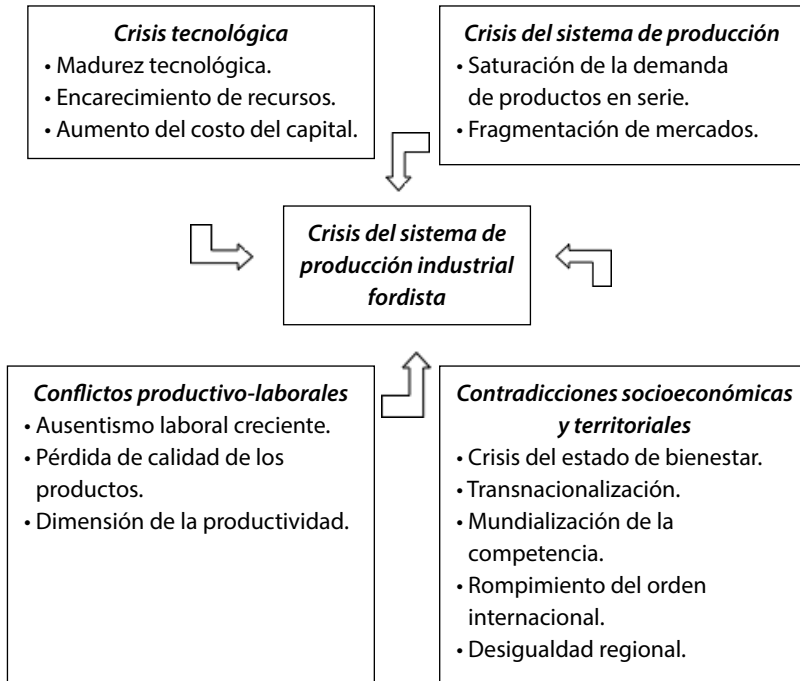 Crisis tecnológica
• Madurez tecnológica.
• Encarecimiento de recursos.
• Aumento del costo del capital.
Crisis del sistema de producción
• Saturación de la demanda
de productos en serie.
• Fragmentación de mercados.
Crisis del sistema de
producción industrial
fordista
Conflictos productivo-laborales
• Ausentismo laboral creciente.
• Pérdida de calidad de los
productos.
• Dimensión de la productividad.
Contradicciones socioeconómicas
y territoriales
• Crisis del estado de bienestar.
• Transnacionalización.
• Mundialización de la
competencia.
• Rompimiento del orden
internacional.
• Desigualdad regional.